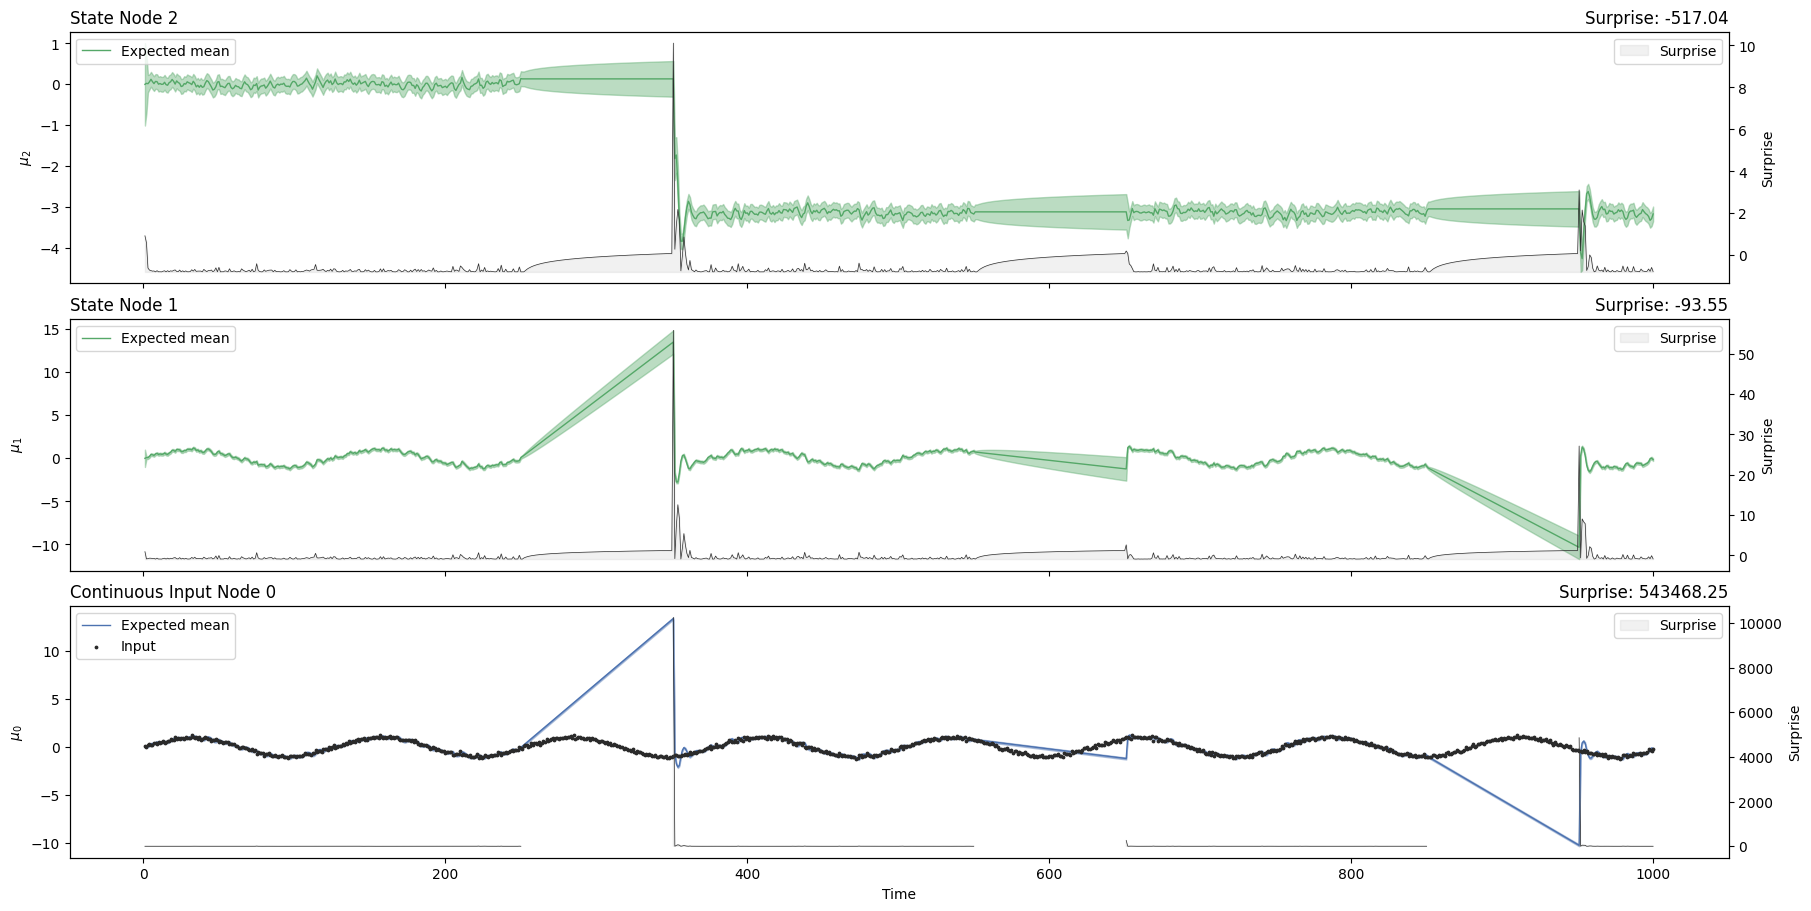 State Node 2
Surprise: -517.04
Expected mean
Surprise
1
0
−1
−2
−3
−4
μ2
10
8
6
4
2
0
Surprise
State Node 1
Surprise: -93.55
Expected mean
Surprise
15
10
5
0
−5
−10
μ1
50
40
30
20
10
0
Surprise
Continuous Input Node 0
Surprise: 543468.25
Expected mean
Input
Surprise
10
5
0
−5
−10
μ0
10000
8000
6000
4000
2000
0
Surprise
0
200
400
600
800
1000
Time